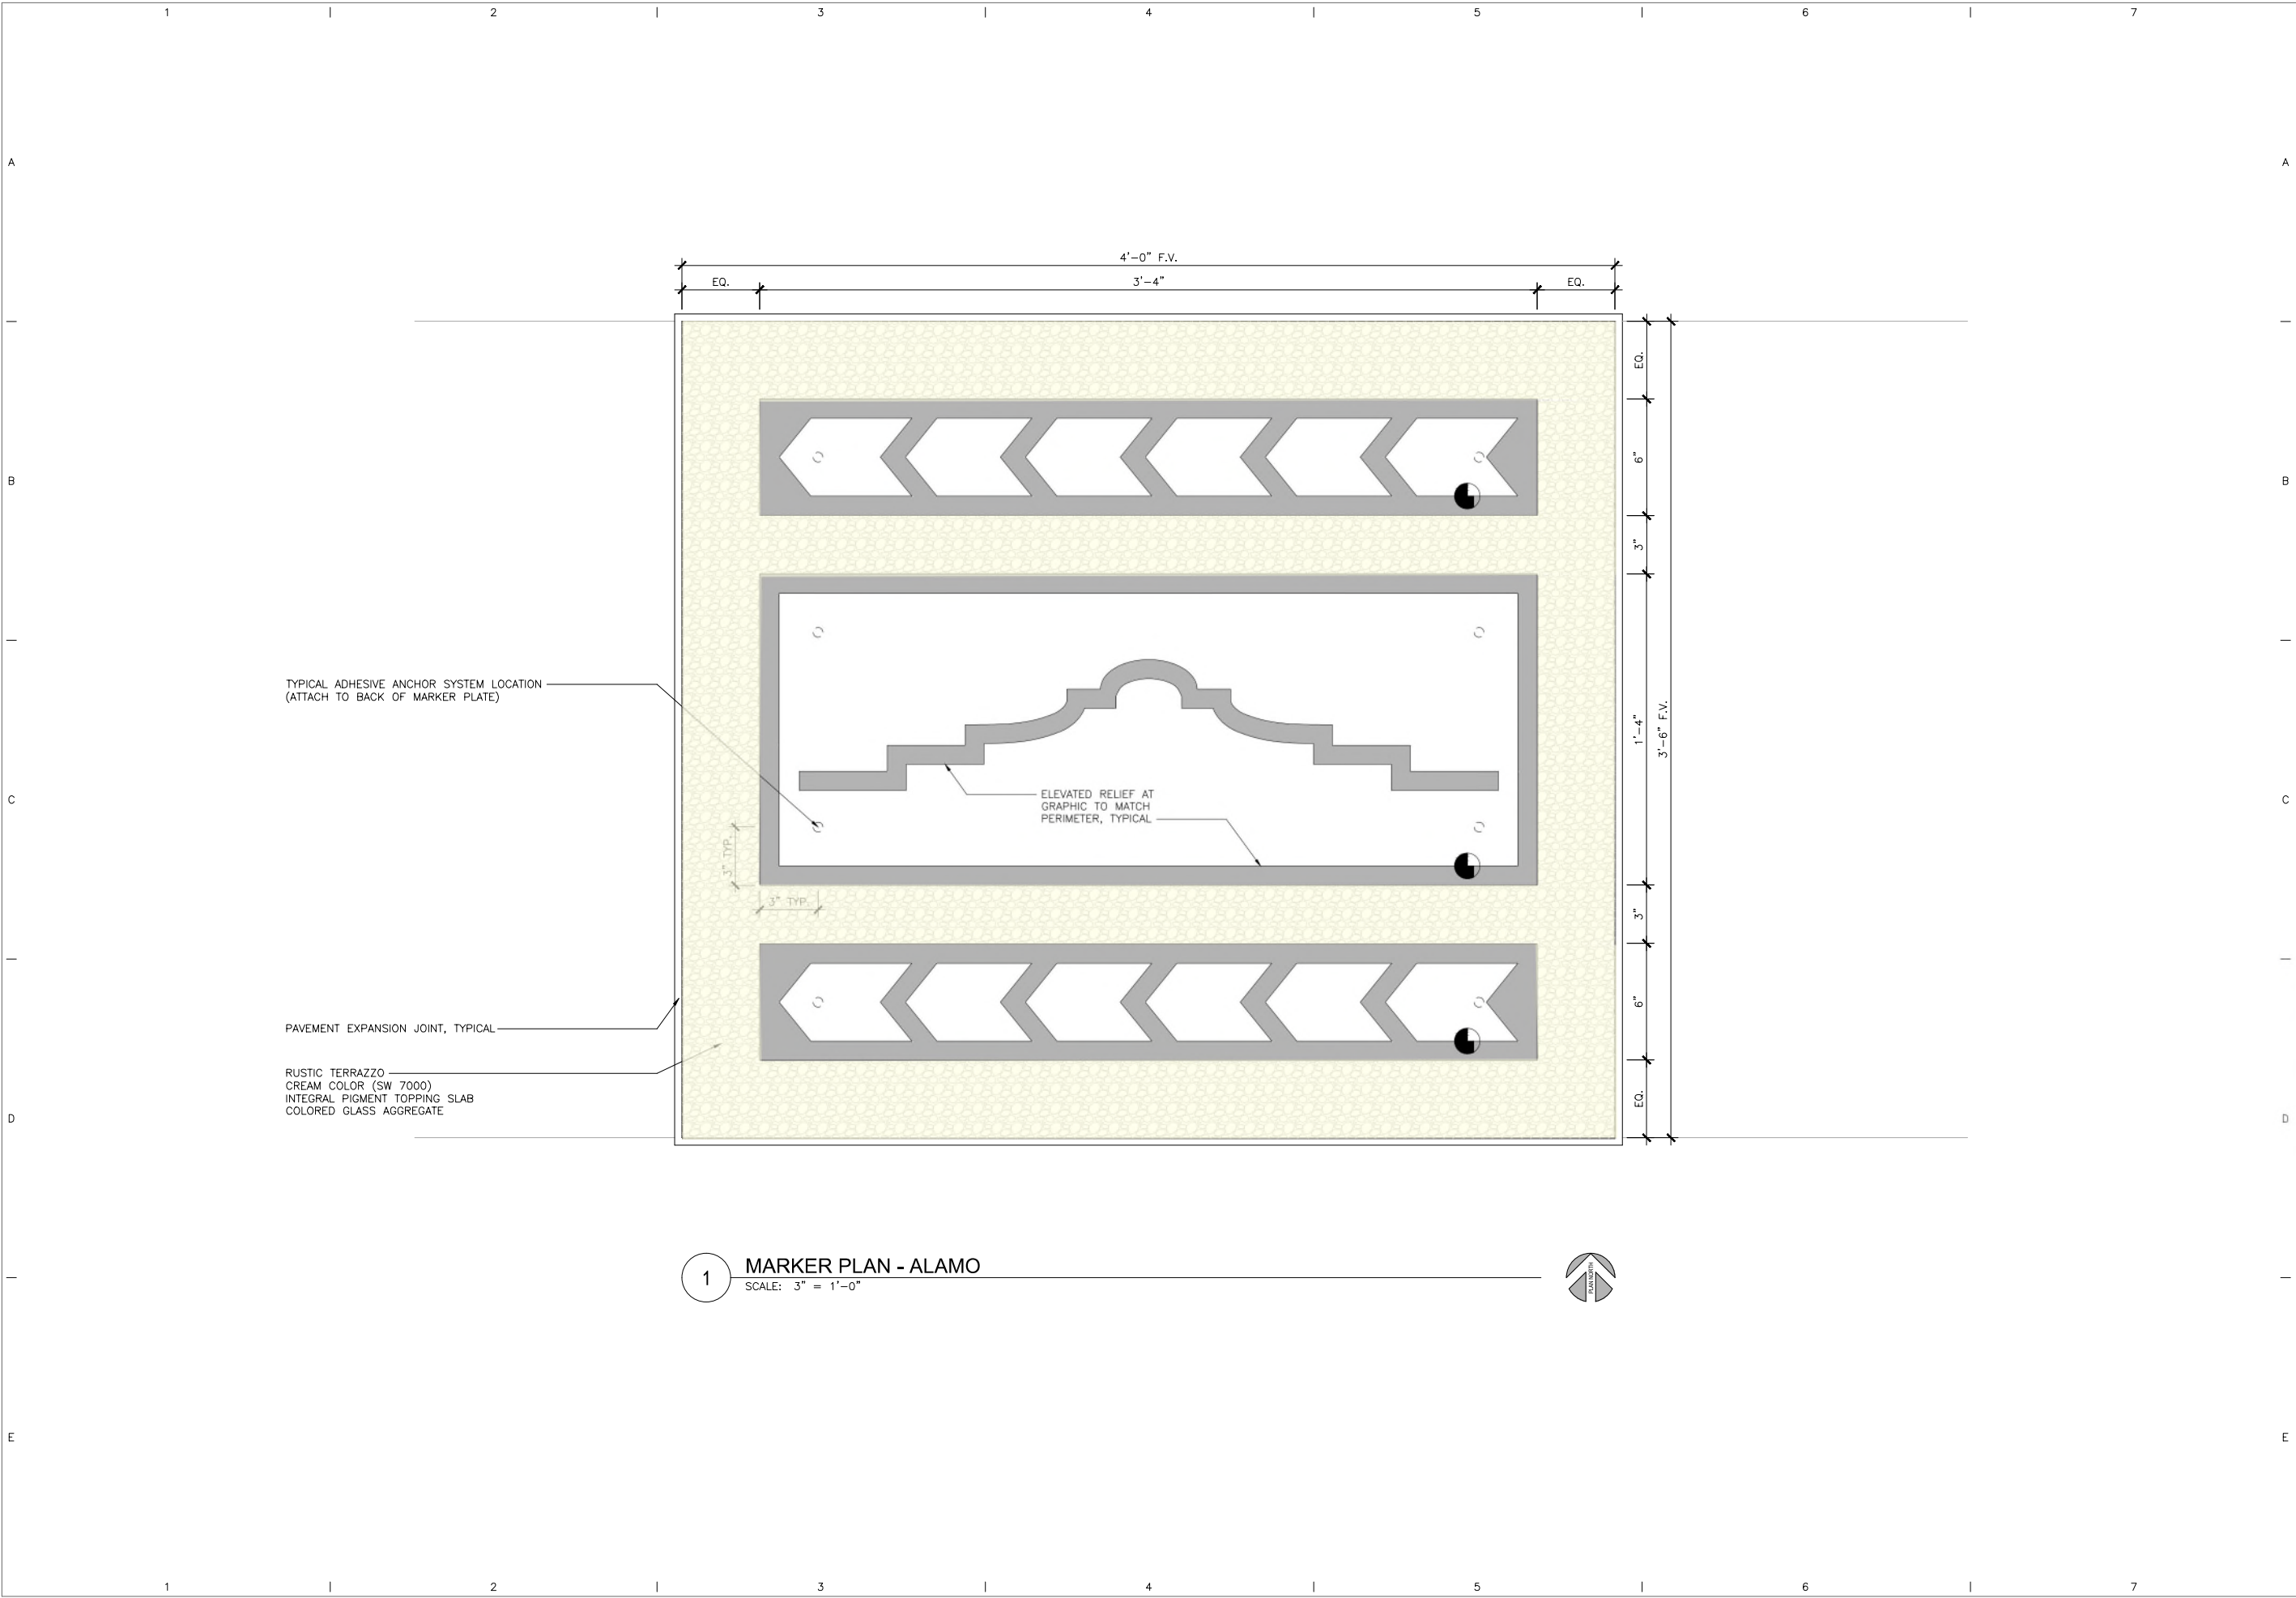 1 2 3 4 5 6 7
4'-0" F.V.
EQ. 3'-4" EQ.
A A
EQ.
B 6" B
3"
TYPICAL ADHESIVE ANCHOR SYSTEM LOCATION
(ATTACH TO BACK OF MARKER PLATE)
1'-4"
3'-6" F.V.
C C
ELEVATED RELIEF AT
GRAPHIC TO MATCH
PERIMETER, TYPICAL
3" TYP.
3" TYP.
3"
6"
PAVEMENT EXPANSION JOINT, TYPICAL
RUSTIC TERRAZZO
CREAM COLOR (SW 7000)
INTEGRAL PIGMENT TOPPING SLAB
COLORED GLASS AGGREGATE
EQ.
D D
1 MARKER PLAN - ALAMO
SCALE: 3" = 1'-0"
PLAN NORTH
E E
1 2 3 4 5 6 7